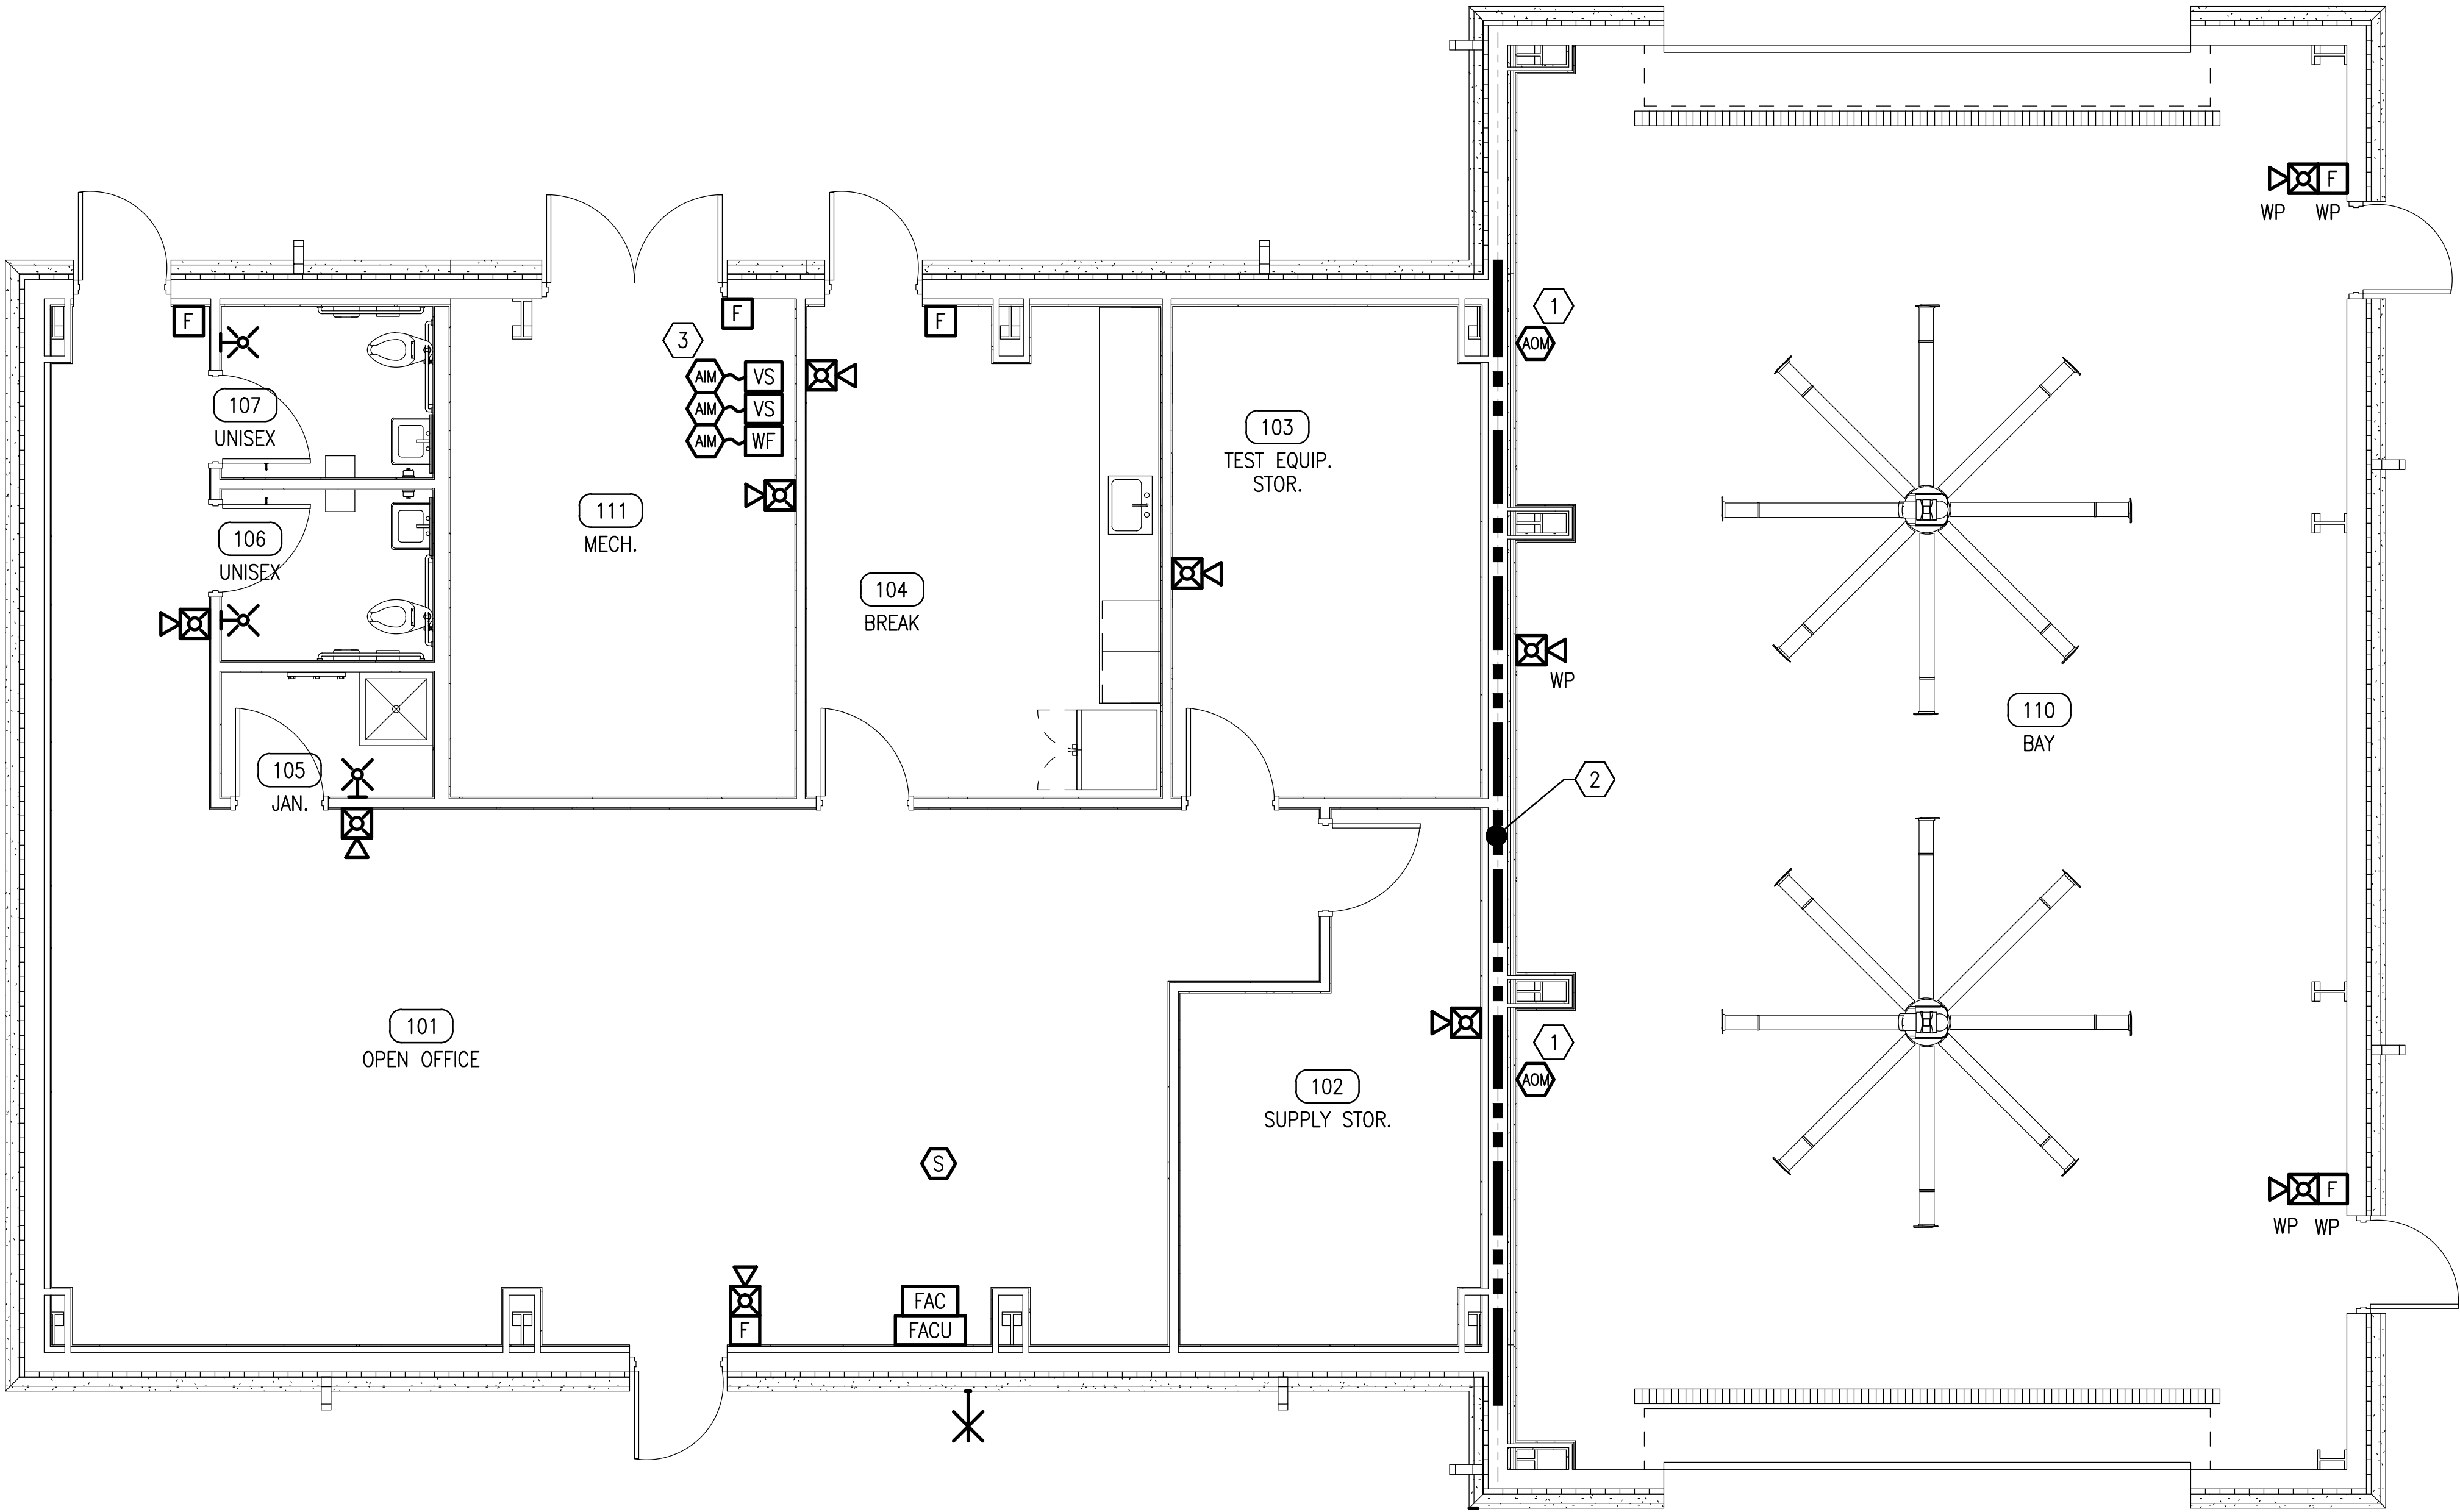 F
WP WP
F
F
F
1
AOM
3
AIM VS
AIM VS
AIM WF
107
UNISEX
103
TEST EQUIP.
STOR.
111
MECH.
106
UNISEX
104
BREAK
WP
110
BAY
105
JAN.
2
101
OPEN OFFICE
1
AOM
102
SUPPLY STOR.
S
F
WP WP
FAC
F
FACU